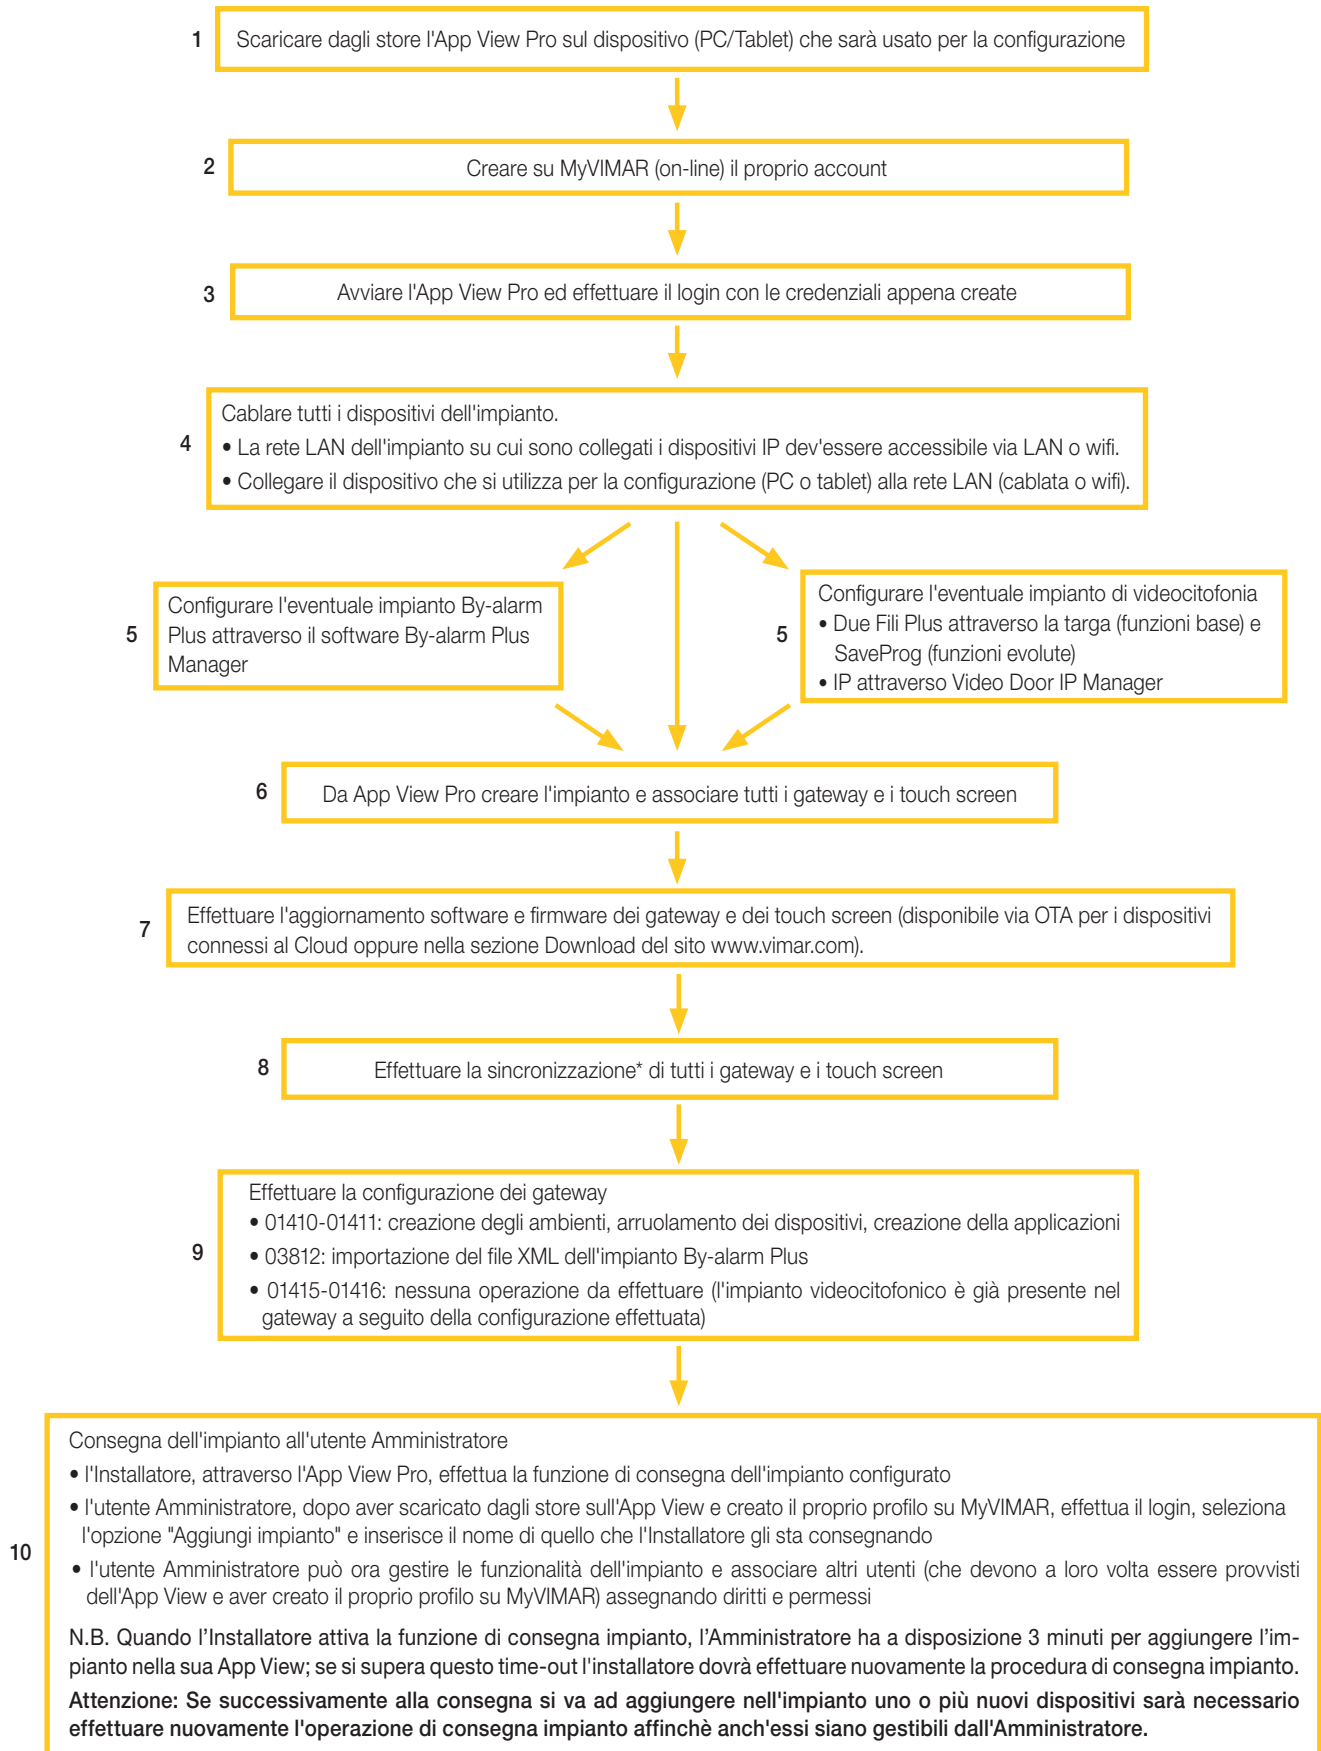 1
Scaricare dagli store l'App View Pro sul dispositivo (PC/Tablet) che sarà usato per la configurazione
2
Creare su MyVIMAR (on-line) il proprio account
3
Avviare l'App View Pro ed effettuare il login con le credenziali appena create
4
Cablare tutti i dispositivi dell'impianto.
• La rete LAN dell'impianto su cui sono collegati i dispositivi IP dev'essere accessibile via LAN o wifi.
• Collegare il dispositivo che si utilizza per la configurazione (PC o tablet) alla rete LAN (cablata o wifi).
5
Configurare l'eventuale impianto By-alarm
Plus attraverso il software By-alarm Plus
Manager
5
Configurare l'eventuale impianto di videocitofonia
• Due Fili Plus attraverso la targa (funzioni base) e
SaveProg (funzioni evolute)
• IP attraverso Video Door IP Manager
6
Da App View Pro creare l'impianto e associare tutti i gateway e i touch screen
7
Effettuare l'aggiornamento software e firmware dei gateway e dei touch screen (disponibile via OTA per i dispositivi
connessi al Cloud oppure nella sezione Download del sito www.vimar.com).
8
Effettuare la sincronizzazione* di tutti i gateway e i touch screen
9
Effettuare la configurazione dei gateway
• 01410-01411: creazione degli ambienti, arruolamento dei dispositivi, creazione della applicazioni
• 03812: importazione del file XML dell'impianto By-alarm Plus
• 01415-01416: nessuna operazione da effettuare (l'impianto videocitofonico è già presente nel
gateway a seguito della configurazione effettuata)
10
Consegna dell'impianto all'utente Amministratore
• l'Installatore, attraverso l'App View Pro, effettua la funzione di consegna dell'impianto configurato
• l'utente Amministratore, dopo aver scaricato dagli store sull'App View e creato il proprio profilo su MyVIMAR, effettua il login, seleziona
l'opzione "Aggiungi impianto" e inserisce il nome di quello che l'Installatore gli sta consegnando
• l'utente Amministratore può ora gestire le funzionalità dell'impianto e associare altri utenti (che devono a loro volta essere provvisti
dell'App View e aver creato il proprio profilo su MyVIMAR) assegnando diritti e permessi
N.B. Quando l'Installatore attiva la funzione di consegna impianto, l'Amministratore ha a disposizione 3 minuti per aggiungere l'im-
pianto nella sua App View; se si supera questo time-out l'installatore dovrà effettuare nuovamente la procedura di consegna impianto.
Attenzione: Se successivamente alla consegna si va ad aggiungere nell'impianto uno o più nuovi dispositivi sarà necessario
effettuare nuovamente l'operazione di consegna impianto affinchè anch'essi siano gestibili dall'Amministratore.